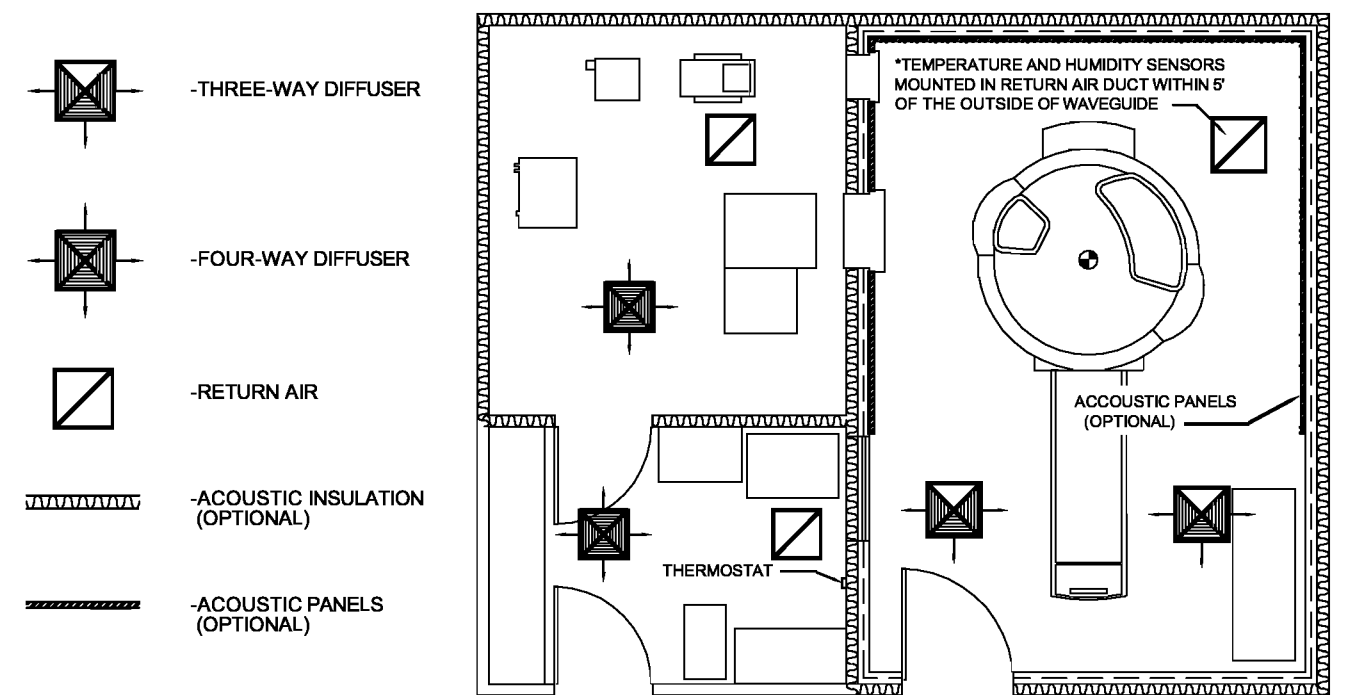 -THREE-WAY DIFFUSER
-FOUR-WAY DIFFUSER
-RETURN AIR
-ACOUSTIC INSULATION
(OPTIONAL)
-ACOUSTIC PANELS
(OPTIONAL)
*TEMPERATURE AND HUMIDITY SENSORS
MOUNTED IN RETURN AIR DUCT WITHIN 5'
OF THE OUTSIDE OF WAVEGUIDE
ACCOUSTIC PANELS
(OPTIONAL)
THERMOSTAT